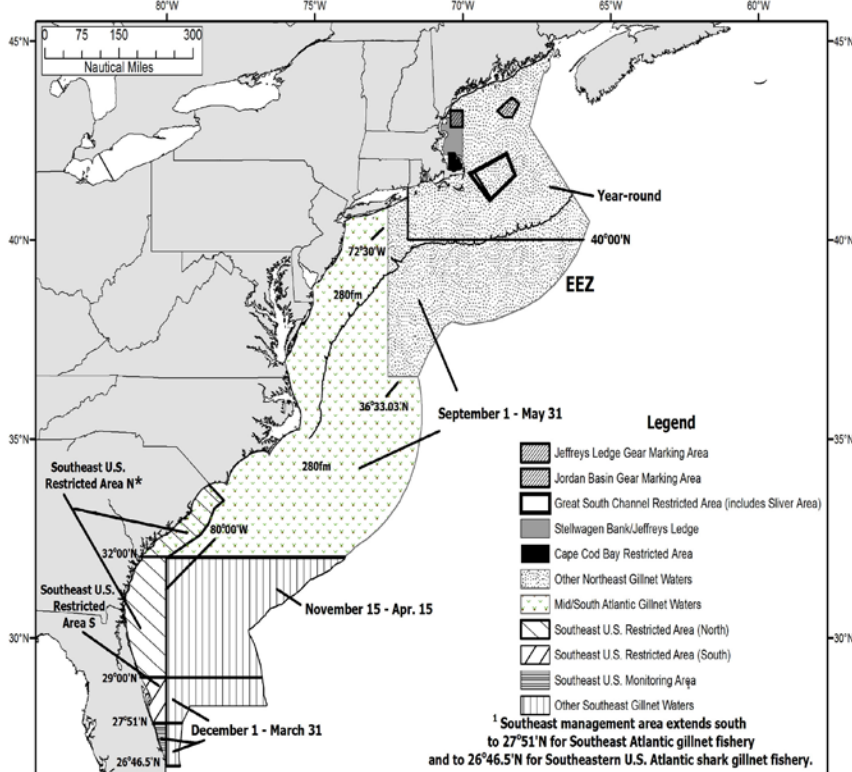 80°W
75°W
70°W
65°W
60°W
45°N
0 75 150 300
Nautical Miles
45°N
Year-round
40°N
40°00'N
40°N
72°30'W
EEZ
280fm
36°33.03'N
September 1 - May 31
Legend
35°N
35°N
Jeffreys Ledge Gear Marking Area
Southeast U.S.
Restricted Area N*
280fm
Jordan Basin Gear Marking Area
Great South Channel Restricted Area (includes Sliver Area)
80°00'W
Stellwagen Bank/Jeffreys Ledge
32°00'N
Cape Cod Bay Restricted Area
Other Northeast Gillnet Waters
Southeast U.S.
Restricted
Area S
November 15 - Apr. 15
Mid/South Atlantic Gillnet Waters
30°N
Southeast U.S. Restricted Area (North)
30°N
Southeast U.S. Restricted Area (South)
29°00'N
Southeast U.S. Monitoring Area
Other Southeast Gillnet Waters
27°51'N
December 1 - March 31
1 Southeast management area extends south
to 27°51'N for Southeast Atlantic gillnet fishery
26°46.5'N
and to 26°46.5'N for Southeastern U.S. Atlantic shark gillnet fishery.